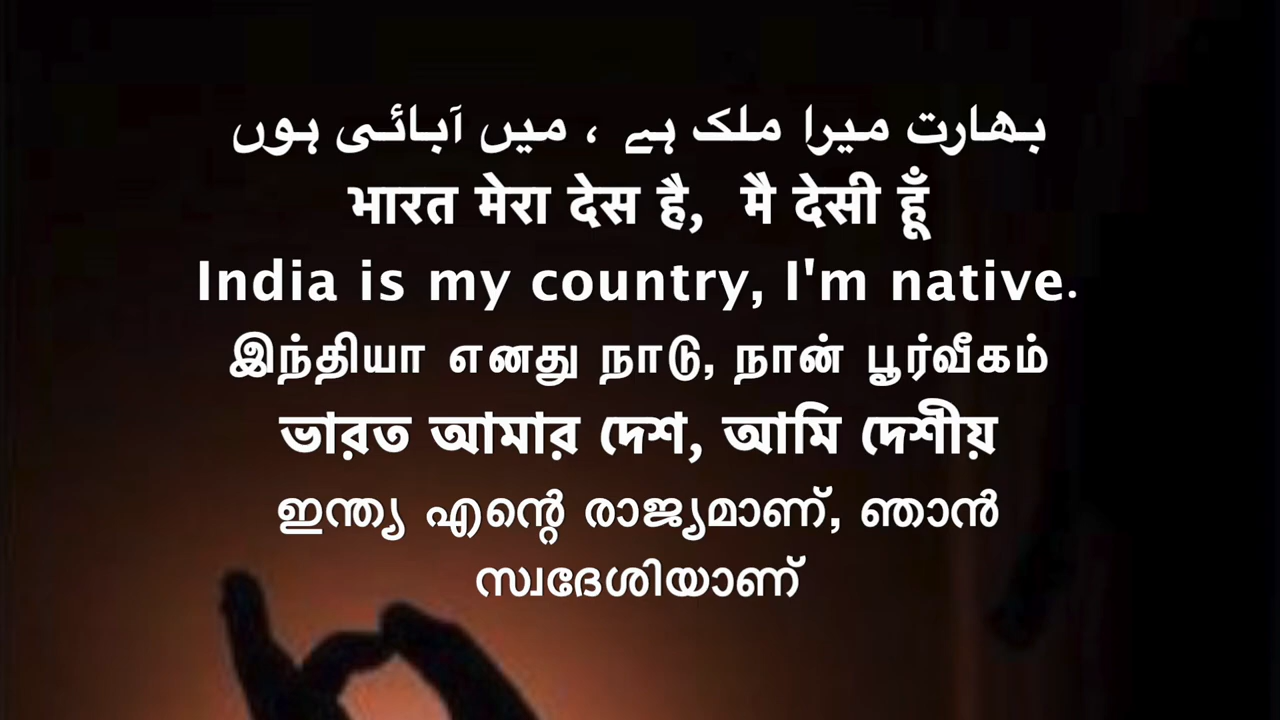 بھارت میرا ملک ہے ، میں آبائی ہوں
भारत मेरा देस है, मै देसी हूँ
India is my country, I'm native.
இந்தியா எனது நாடு, நான் பூர்வீகம்
ভারত আমার দেশ, আমি দেশীয়
ഇന്ത്യ എന്റെ രാജ്യമാണ്, ഞാൻ
സ്വദേശിയാണ്